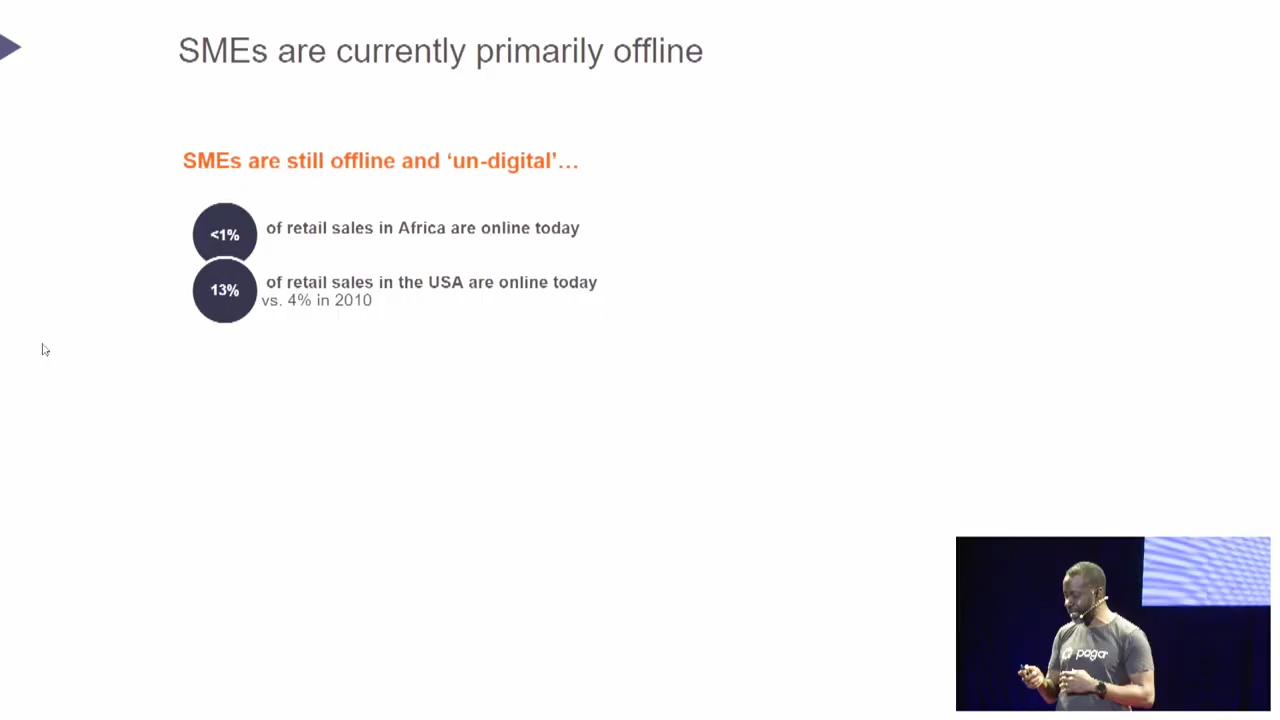 SMEs are currently primarily offline
SMEs are still offline and ‘un-digital’…
<1%
of retail sales in Africa are online today
13%
of retail sales in the USA are online today
vs. 4% in 2010
paga